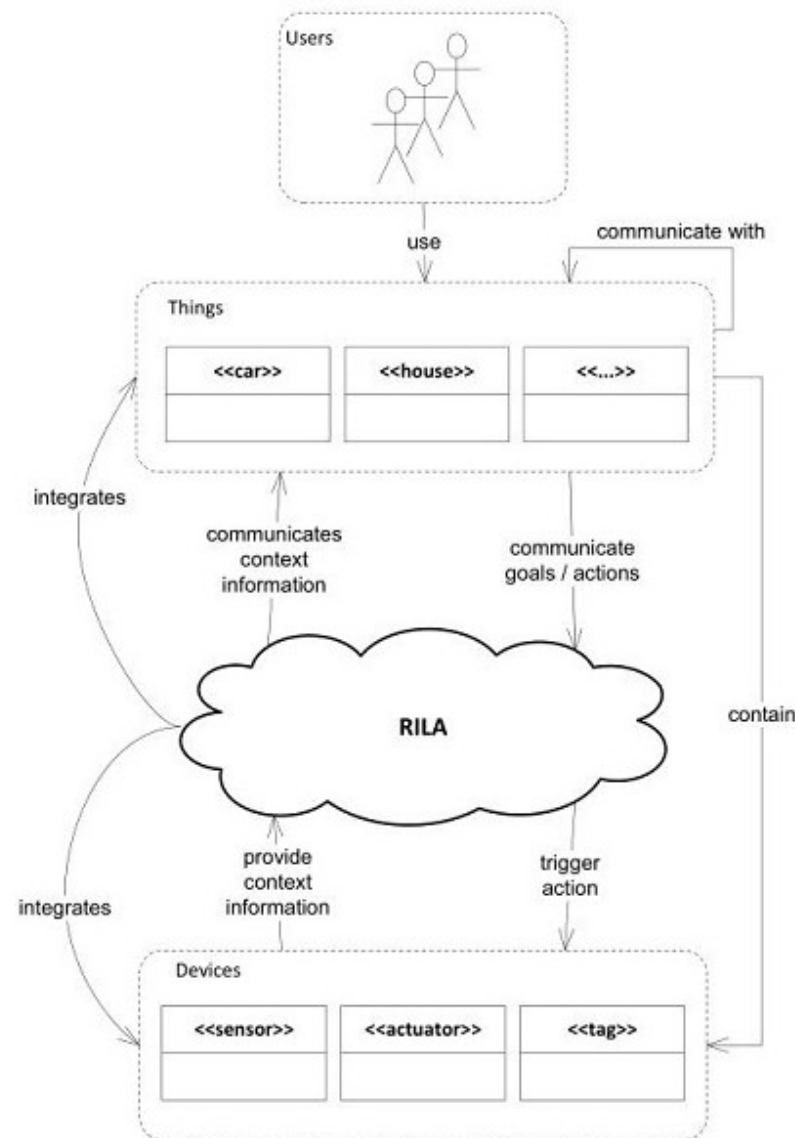 Users
use
communicate with
Things
<<car>>
<<house>>
<<...>>
integrates
communicates
context
information
communicate
goals / actions
RILA
contain
integrates
provide
context
information
trigger
action
Devices
<<sensor>>
<<actuator>>
<<tag>>